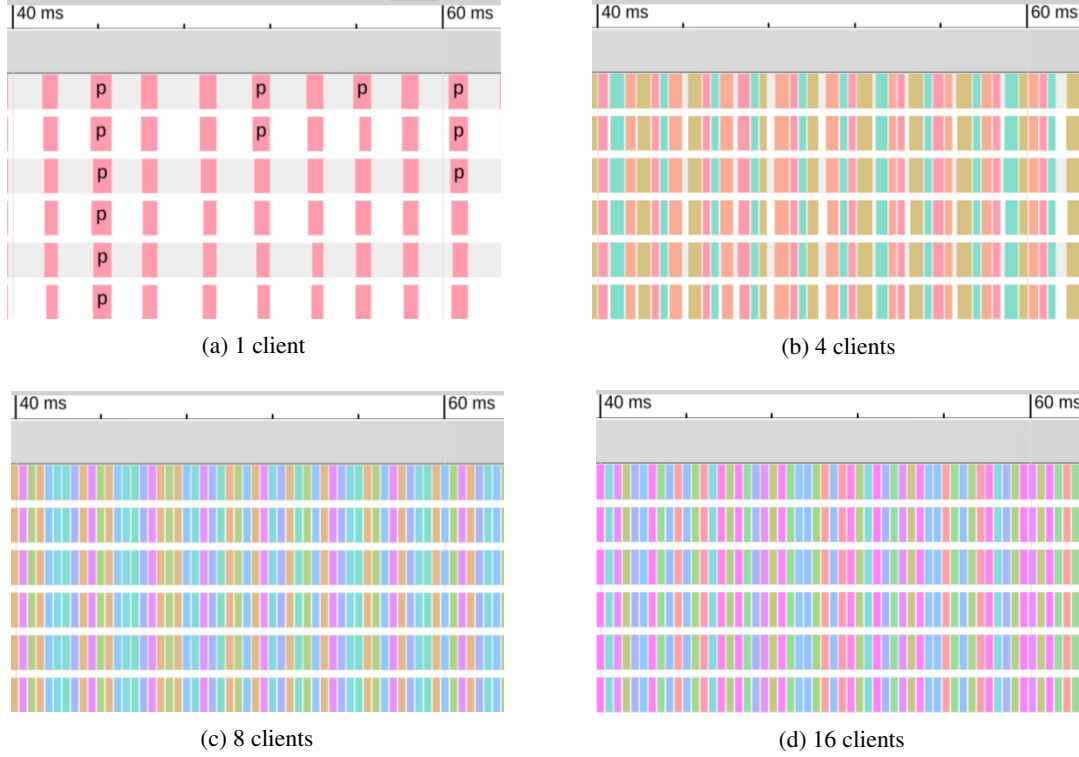 40 ms 60 ms
p p p p
p p p
p p
p
p
p
(a) 1 client
40 ms 60 ms
(b) 4 clients
40 ms 60 ms
(c) 8 clients
40 ms 60 ms
(d) 16 clients